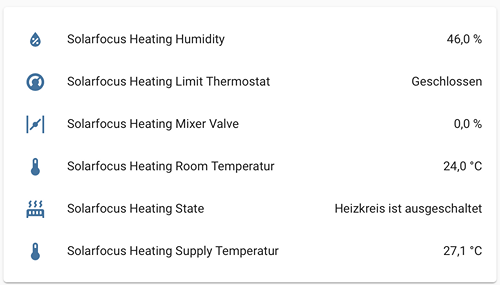 Solarfocus Heating Humidity 46,0 %
Solarfocus Heating Limit Thermostat Geschlossen
Solarfocus Heating Mixer Valve 0,0 %
Solarfocus Heating Room Temperatur 24,0 °C
Solarfocus Heating State Heizkreis ist ausgeschaltet
Solarfocus Heating Supply Temperatur 27,1 °C